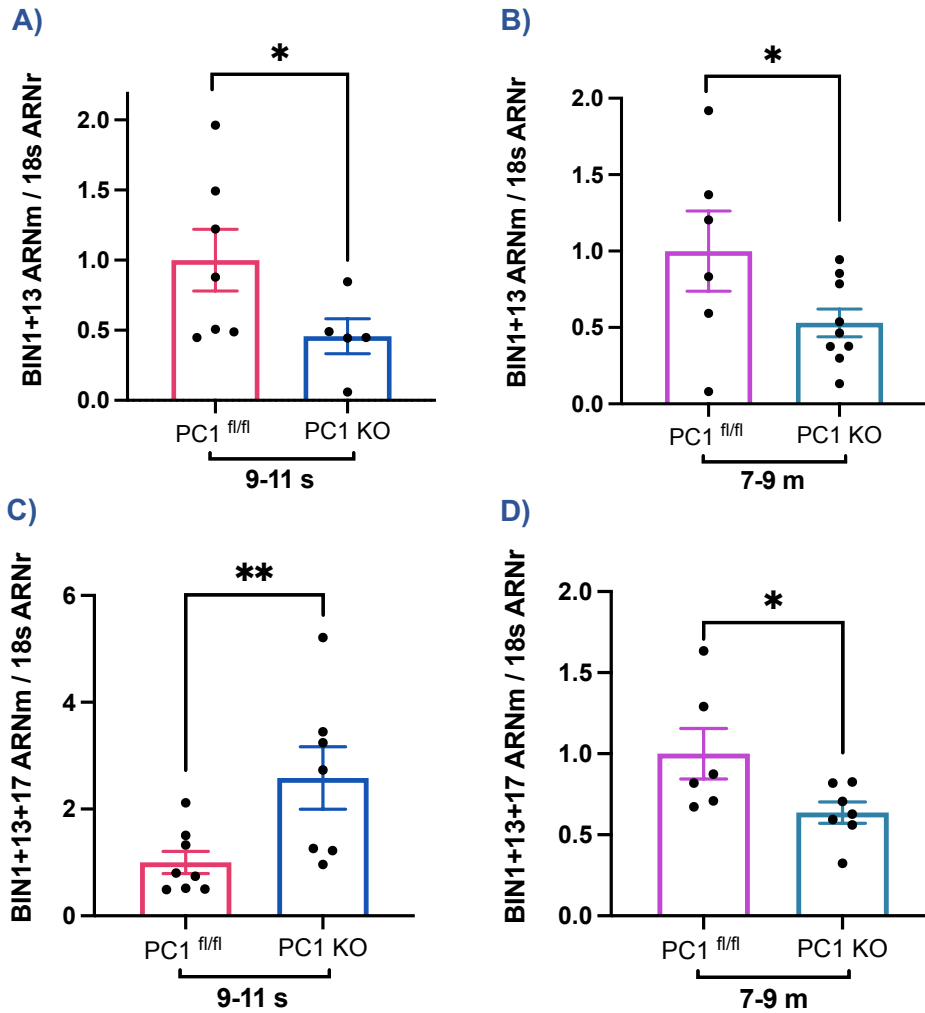 A)
BIN1+13 ARNm / 18s ARNr
2.0
1.5
1.0
0.5
0.0
*
PC1 fl/fl
PC1 KO
9-11 s
B)
BIN1+13 ARNm / 18s ARNr
2.0
1.5
1.0
0.5
0.0
*
PC1 fl/fl
PC1 KO
7-9 m
C)
BIN1+13+17 ARNm / 18s ARNr
6
4
2
0
**
PC1 fl/fl
PC1 KO
9-11 s
D)
BIN1+13+17 ARNm / 18s ARNr
2.0
1.5
1.0
0.5
0.0
*
PC1 fl/fl
PC1 KO
7-9 m